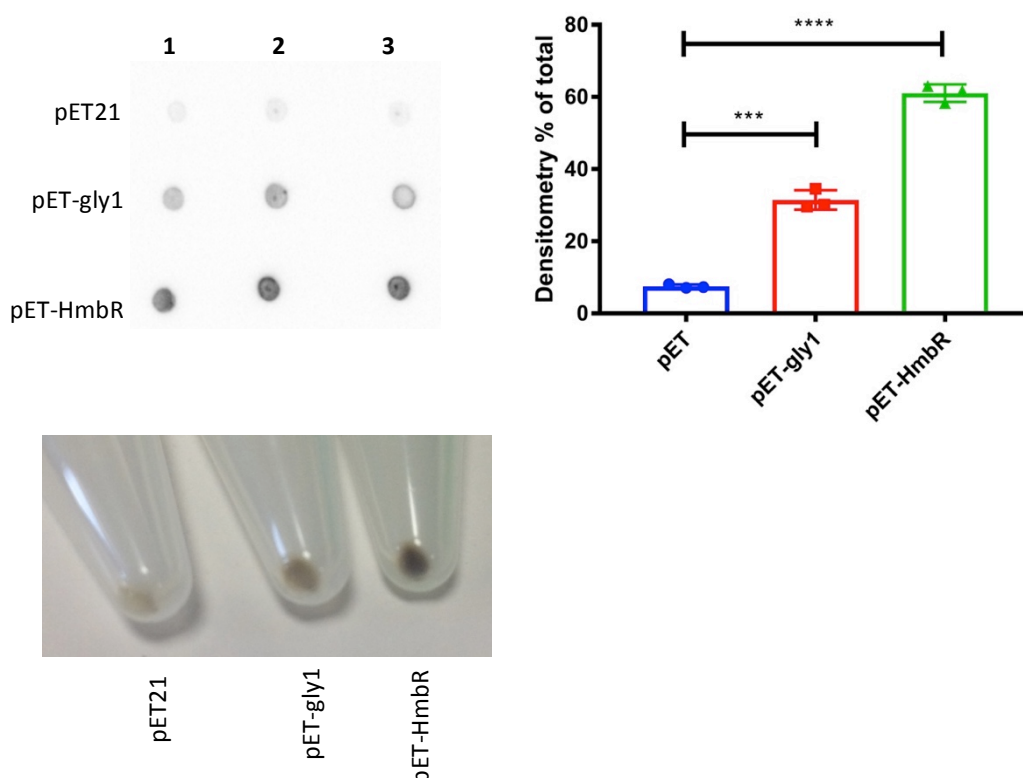 1 2 3
pET21
pET-gly1
pET-HmbR
80
60
40
20
0
Densitometry % of total
****
***
pET
pET-gly1
pET-HmbR
pET21
pET-gly1
pET-HmbR